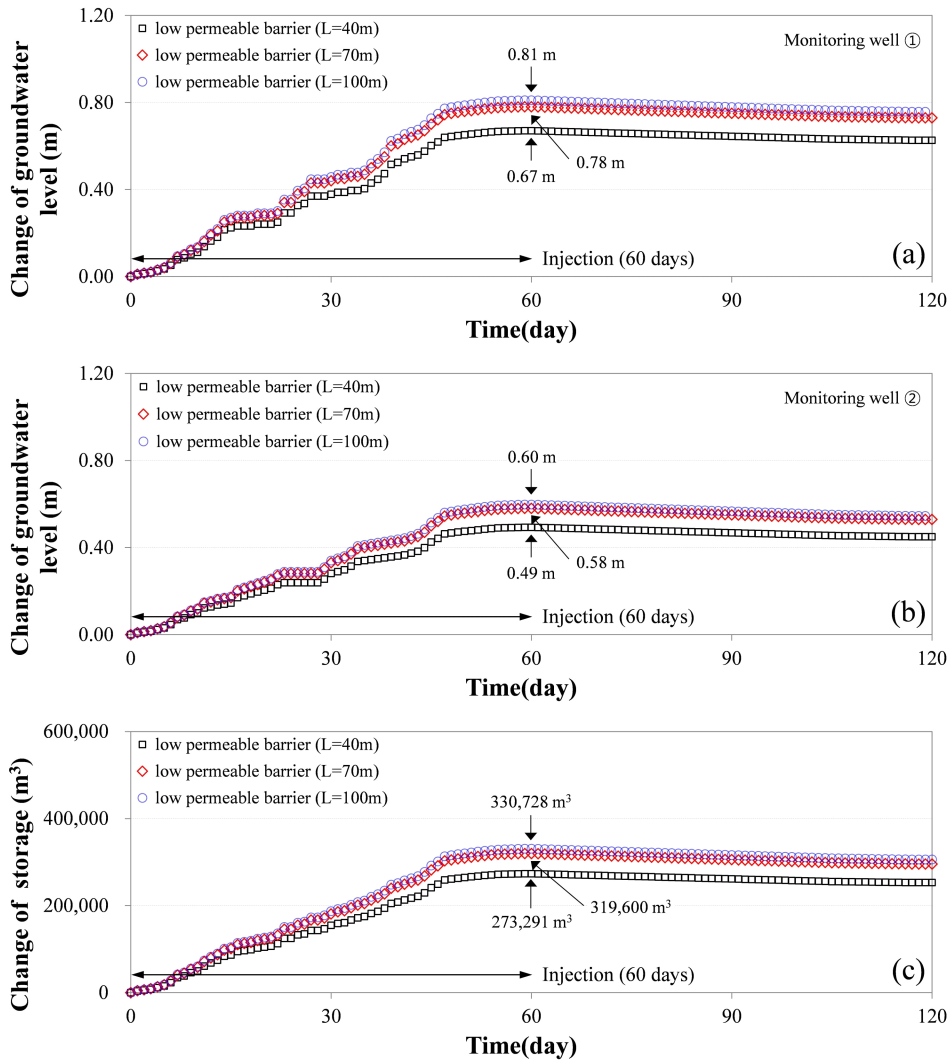 1.20
0.80
0.40
0.00
Change of groundwater
level (m)
low permeable barrier (L=40m)
low permeable barrier (L=70m)
low permeable barrier (L=100m)
Monitoring well ①
0.81 m
0.78 m
0.67 m
Injection (60 days)
(a)
0 30 60 90 120
Time(day)
1.20
0.80
0.40
0.00
Change of groundwater
level (m)
low permeable barrier (L=40m)
low permeable barrier (L=70m)
low permeable barrier (L=100m)
Monitoring well ②
0.60 m
0.58 m
0.49 m
Injection (60 days)
(b)
0 30 60 90 120
Time(day)
600,000
400,000
200,000
0
Change of storage (m³)
low permeable barrier (L=40m)
low permeable barrier (L=70m)
low permeable barrier (L=100m)
330,728 m³
319,600 m³
273,291 m³
Injection (60 days)
(c)
0 30 60 90 120
Time(day)